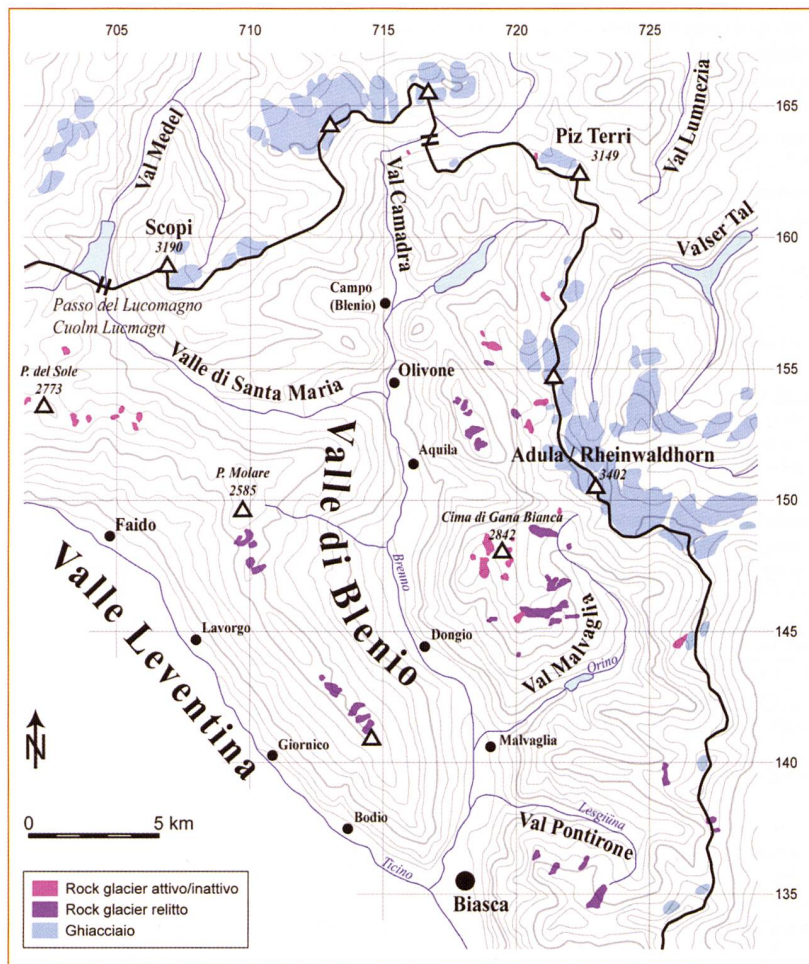 705
710
715
720
725
165
160
155
150
145
140
135
Val Medel
Val Lumnezia
Piz Terri
3149
Val Camadra
Scopi
3190
Valser Tal
Passo del Lucomagno
Cuolm Lucmagn
Campo
(Blenio)
Valle di Santa Maria
P. del Sole
2773
Olivone
Aquila
Adula / Rheinwaldhorn
3402
P. Molare
2585
Valle di Blenio
Cima di Gana Bianca
2842
Faido
Brenno
Valle Leventina
Lavorgo
Dongio
Val Malvaglia
Orino
Giornico
Malvaglia
N
0 5 km
Bodio
Lesgiüna
Val Pontirone
Ticino
Biasca
Rock glacier attivo/inattivo
Rock glacier relitto
Ghiacciaio